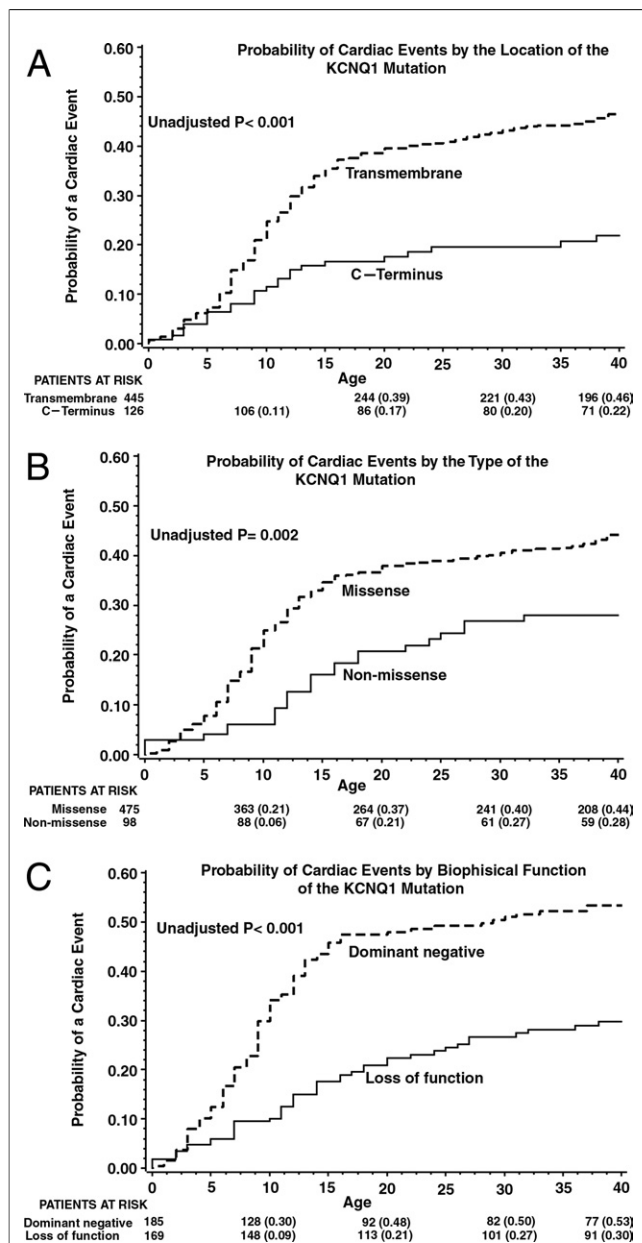 A
Probability of Cardiac Events by the Location of the
KCNQ1 Mutation
Unadjusted P< 0.001
Probability of a Cardiac Event
0.60
0.50
0.40
0.30
0.20
0.10
0.00
Transmembrane
C–Terminus
0 5 10 15 20 25 30 35 40
PATIENTS AT RISK
Age
Transmembrane 445 244 (0.39) 221 (0.43) 196 (0.46)
C–Terminus 126 106 (0.11) 86 (0.17) 80 (0.20) 71 (0.22)
B
Probability of Cardiac Events by the Type of the
KCNQ1 Mutation
Unadjusted P= 0.002
Probability of a Cardiac Event
0.60
0.50
0.40
0.30
0.20
0.10
0.00
Missense
Non-missense
0 5 10 15 20 25 30 35 40
PATIENTS AT RISK
Age
Missense 475 363 (0.21) 264 (0.37) 241 (0.40) 208 (0.44)
Non-missense 98 88 (0.06) 67 (0.21) 61 (0.27) 59 (0.28)
C
Probability of Cardiac Events by Biophisical Function
of the KCNQ1 Mutation
Unadjusted P< 0.001
Probability of a Cardiac Event
0.60
0.50
0.40
0.30
0.20
0.10
0.00
Dominant negative
Loss of function
0 5 10 15 20 25 30 35 40
PATIENTS AT RISK
Age
Dominant negative 185 128 (0.30) 92 (0.48) 82 (0.50) 77 (0.53)
Loss of function 169 148 (0.09) 113 (0.21) 101 (0.27) 91 (0.30)